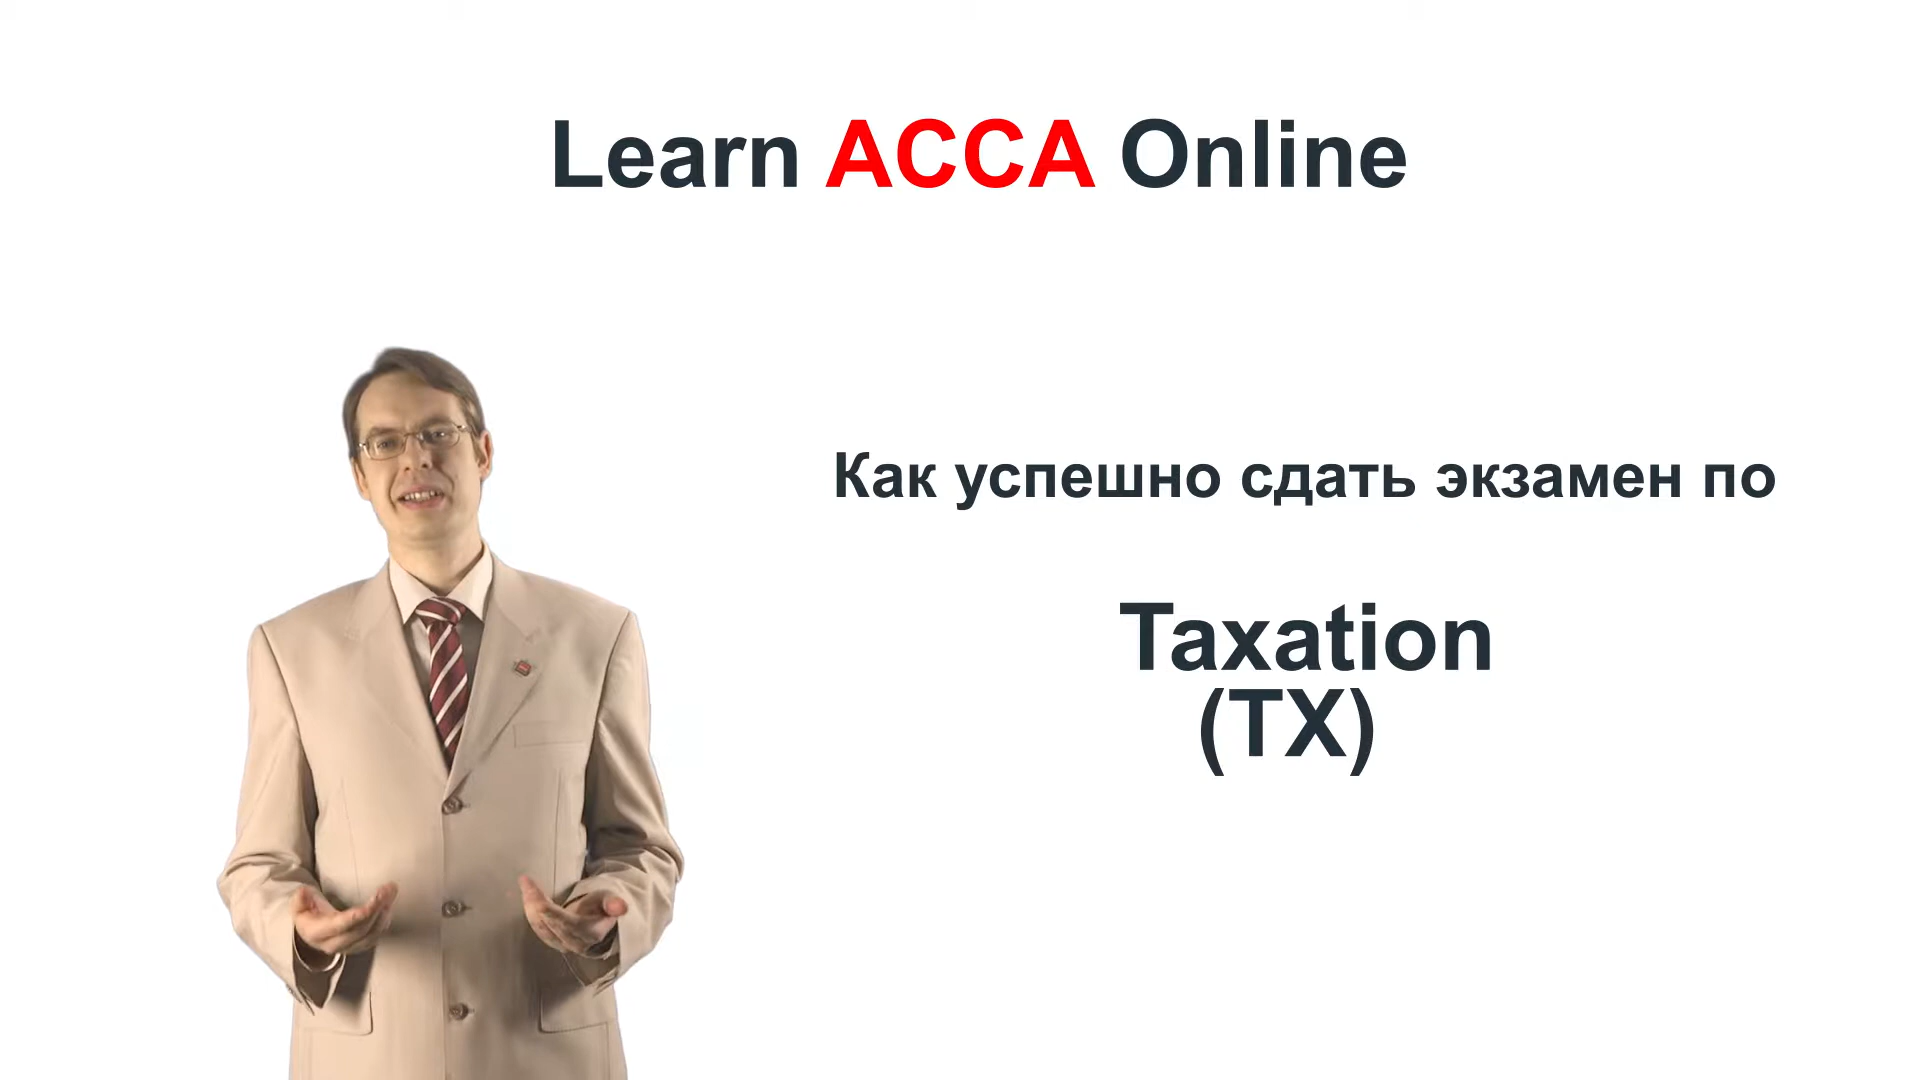 Learn ACCA Online
Как успешно сдать экзамен по
Taxation
(TX)